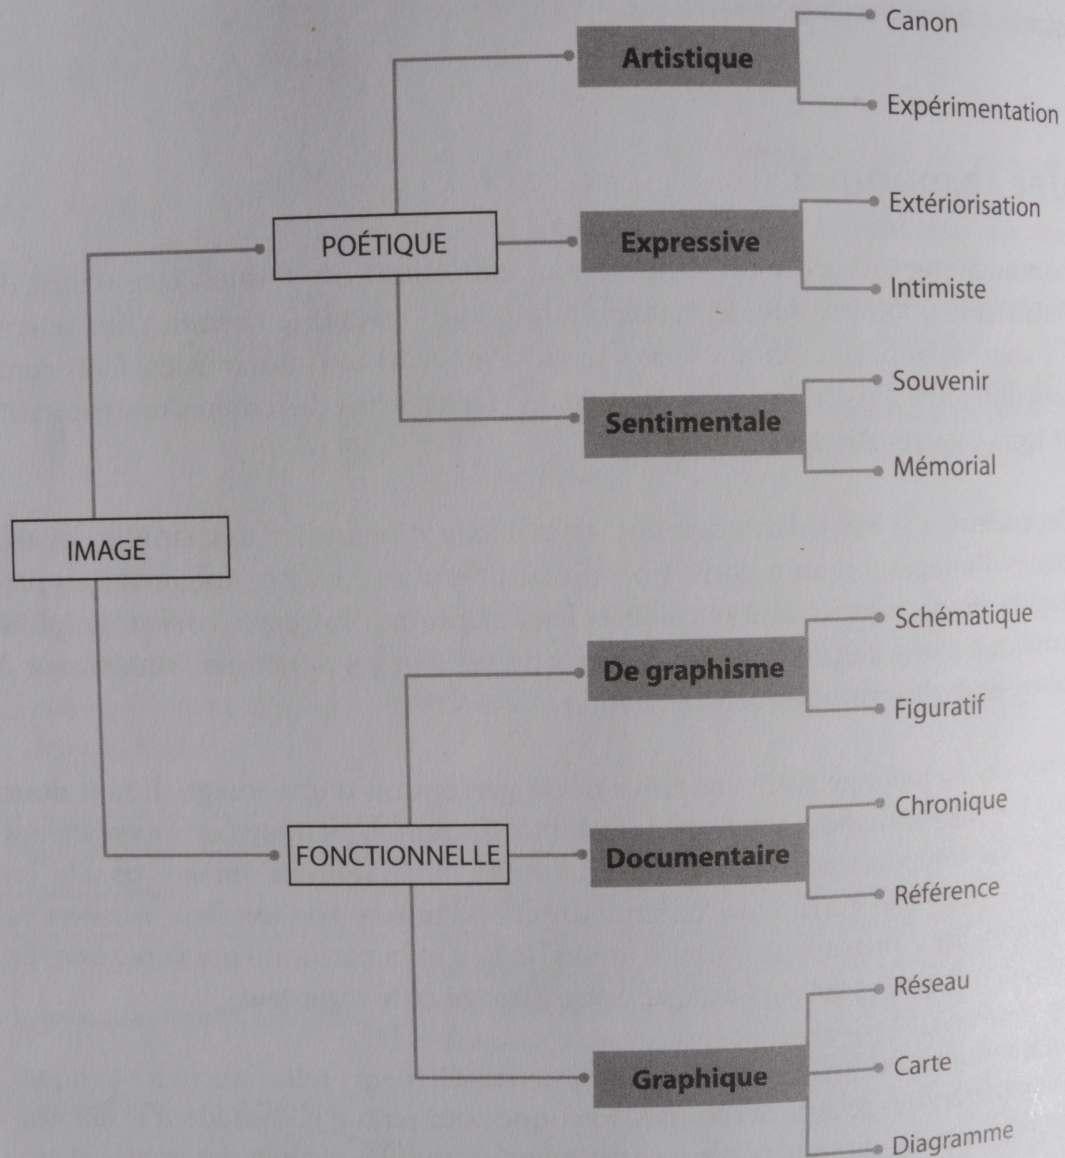 Artistique
Canon
Expérimentation
POÉTIQUE
Expressive
Extériorisation
Intimiste
Sentimentale
Souvenir
Mémorial
IMAGE
De graphisme
Schématique
Figuratif
FONCTIONNELLE
Documentaire
Chronique
Référence
Graphique
Réseau
Carte
Diagramme